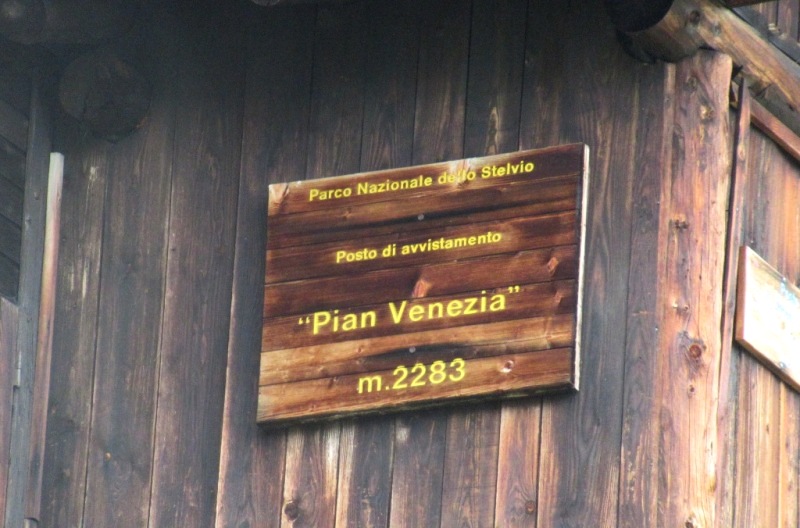 Parco Nazionale dello Stelvio
Posto di avvistamento
“Pian Venezia”
m.2283